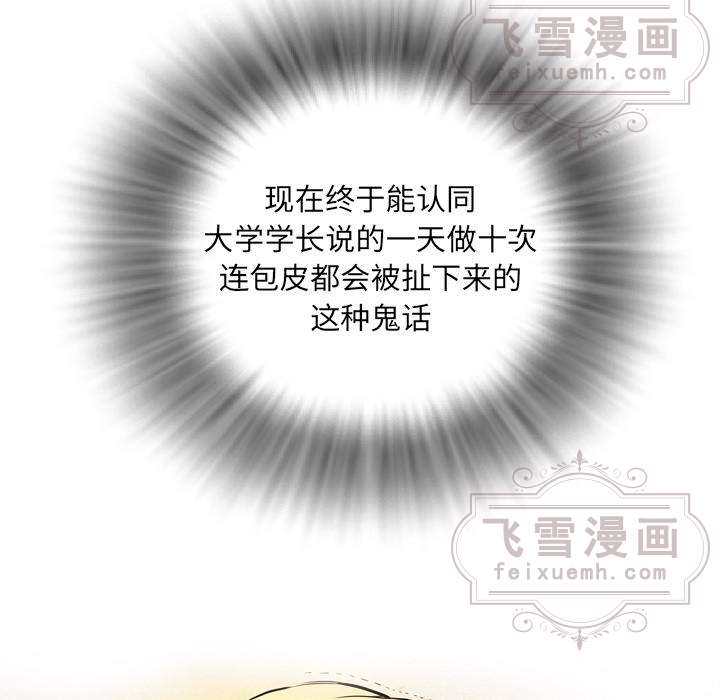 飞雪漫画
feixuemh.com
现在终于能认同
大学学长说的一天做十次
连包皮都会被扯下来的
这种鬼话
飞雪漫画
feixuemh.com